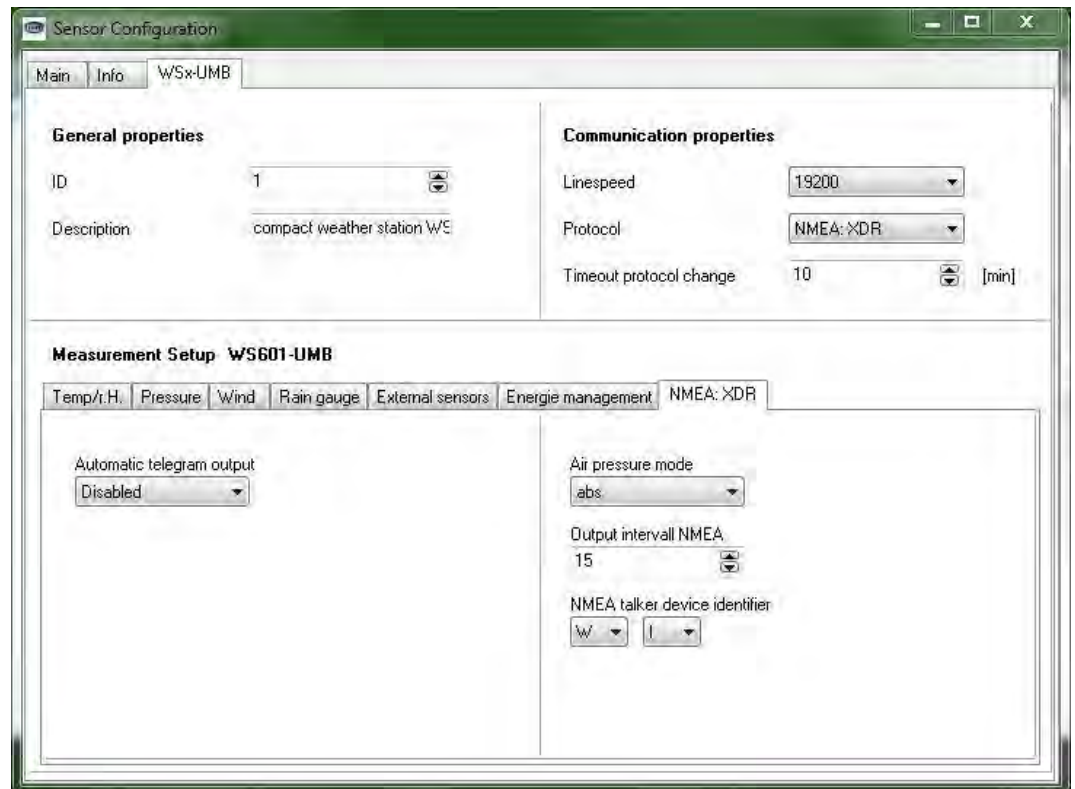 Sensor Configuration
Main Info WSx-UMB
General properties
ID 1
Description compact weather station WS
Communication properties
Linespeed 19200
Protocol NMEA: XDR
Timeout protocol change 10 [min]
Measurement Setup WS601-UMB
Temp/r.H. Pressure Wind Rain gauge External sensors Energie management NMEA: XDR
Automatic telegram output
Disabled
Air pressure mode
abs.
Output intervall NMEA
15
NMEA talker device identifier
W I